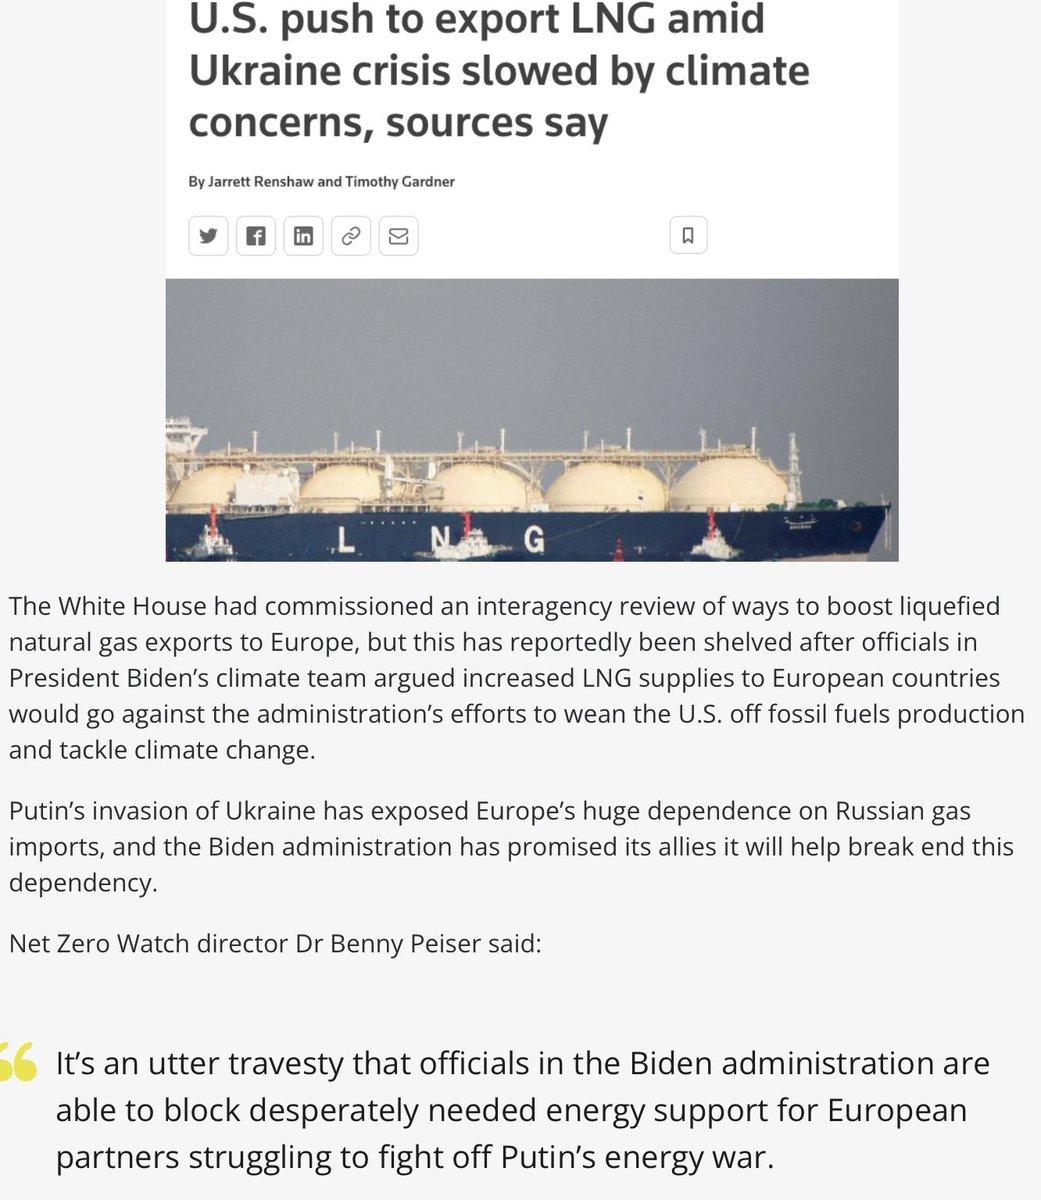 U.S. push to export LNG amid
Ukraine crisis slowed by climate
concerns, sources say
By Jarrett Renshaw and Timothy Gardner
L N G
The White House had commissioned an interagency review of ways to boost liquefied
natural gas exports to Europe, but this has reportedly been shelved after officials in
President Biden’s climate team argued increased LNG supplies to European countries
would go against the administration’s efforts to wean the U.S. off fossil fuels production
and tackle climate change.
Putin’s invasion of Ukraine has exposed Europe’s huge dependence on Russian gas
imports, and the Biden administration has promised its allies it will help break end this
dependency.
Net Zero Watch director Dr Benny Peiser said:
“ It’s an utter travesty that officials in the Biden administration are
able to block desperately needed energy support for European
partners struggling to fight off Putin’s energy war.